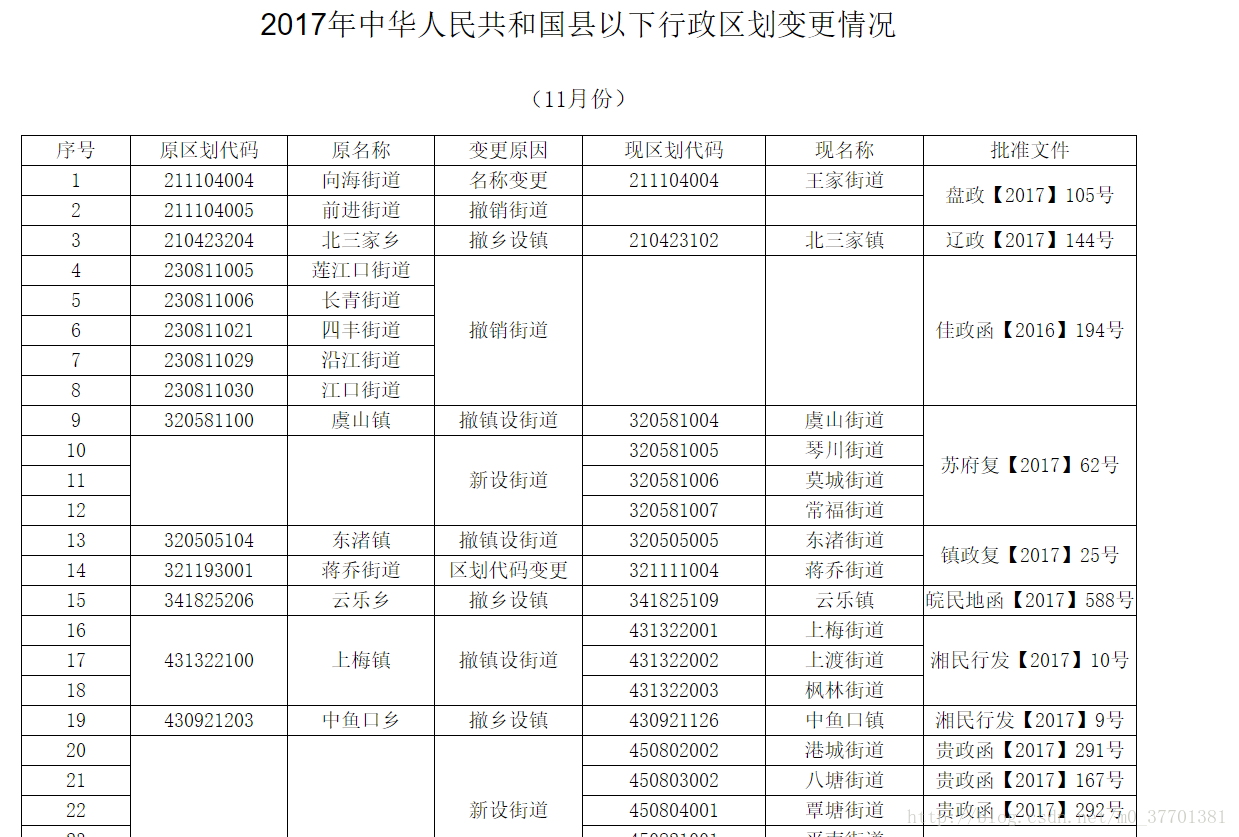 2017年中华人民共和国县以下行政区划变更情况
（11月份）
序号 原区划代码 原名称 变更原因 现区划代码 现名称 批准文件
1 211104004 向海街道 名称变更 211104004 王家街道 盘政【2017】105号
2 211104005 前进街道 撤销街道
3 210423204 北三家乡 撤乡设镇 210423102 北三家镇 辽政【2017】144号
4 230811005 莲江口街道
5 230811006 长青街道
6 230811021 四丰街道 撤销街道 佳政函【2016】194号
7 230811029 沿江街道
8 230811030 江口街道
9 320581100 虞山镇 撤镇设街道 320581004 虞山街道
10 320581005 琴川街道 苏府复【2017】62号
11 新设街道 320581006 莫城街道
12 320581007 常福街道
13 320505104 东渚镇 撤镇设街道 320505005 东渚街道 镇政复【2017】25号
14 321193001 蒋乔街道 区划代码变更 321111004 蒋乔街道
15 341825206 云乐乡 撤乡设镇 341825109 云乐镇 皖民地函【2017】588号
16 431322001 上梅街道
17 431322100 上梅镇 撤镇设街道 431322002 上渡街道 湘民行发【2017】10号
18 431322003 枫林街道
19 430921203 中鱼口乡 撤乡设镇 430921126 中鱼口镇 湘民行发【2017】9号
20 450802002 港城街道 贵政函【2017】291号
21 450803002 八塘街道 贵政函【2017】167号
22 新设街道 450804001 覃塘街道 贵政函【2017】292号
http://blog.csdn.net/m0_37701381